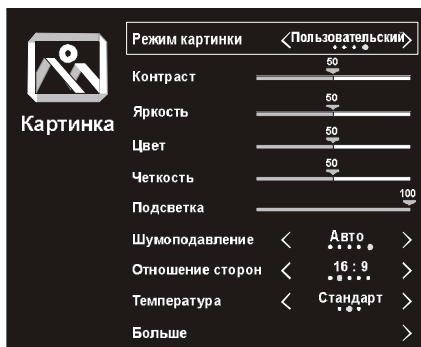 Режим картинки Пользовательский
Контраст 50
Яркость 50
Картинка
Цвет 50
Четкость 50
Подсветка 100
Шумоподавление Авто
Отношение сторон 16 : 9
Температура Стандарт
Больше